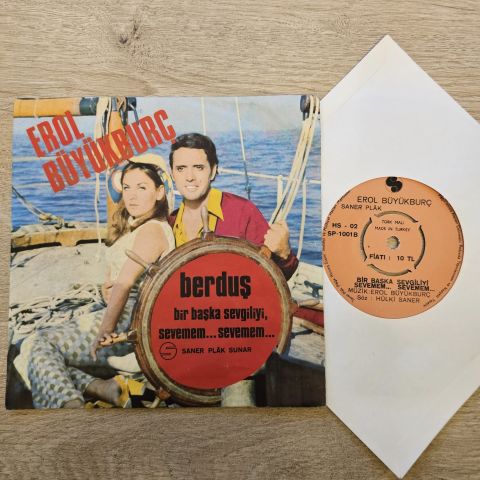 EROL
BÜYÜKBURÇ
berduş
bir başka sevgiliyi,
sevemem... sevemem...
SANER PLÂK SUNAR
EROL BÜYÜKBURÇ
SANER PLÂK
HS - 02
SP-1001B
TÜRK MALI
MADE IN TURKEY
FİATI : 10 TL
BİR BAŞKA SEVGİLİYİ
SEVEMEM... SEVEMEM...
MÜZİK: EROL BÜYÜKBURÇ
Söz : HULKİ SANER